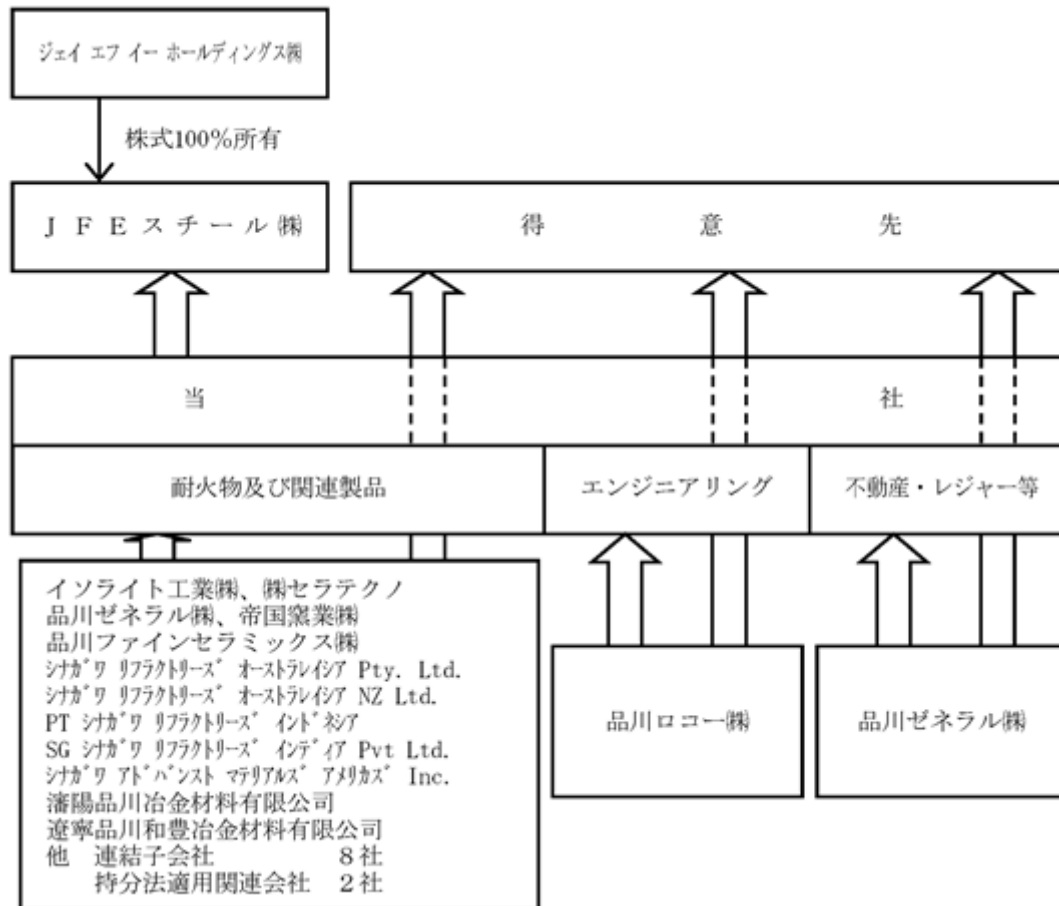 ジェイ エフ イー ホールディングス㈱
株式100％所有
ＪＦＥスチール㈱
得意先
当社
耐火物及び関連製品
エンジニアリング
不動産・レジャー等
イソライト工業㈱、㈱セラテクノ
品川ゼネラル㈱、帝国窯業㈱
品川ファインセラミックス㈱
ｼﾅｶﾞﾜ ﾘﾌﾗｸﾄﾘｰｽﾞ ｵｰｽﾄﾗﾚｲｼｱ Pty. Ltd.
ｼﾅｶﾞﾜ ﾘﾌﾗｸﾄﾘｰｽﾞ ｵｰｽﾄﾗﾚｲｼｱ NZ Ltd.
PT ｼﾅｶﾞﾜ ﾘﾌﾗｸﾄﾘｰｽﾞ ｲﾝﾄﾞﾈｼｱ
SG ｼﾅｶﾞﾜ ﾘﾌﾗｸﾄﾘｰｽﾞ ｲﾝﾃﾞｨｱ Pvt Ltd.
ｼﾅｶﾞﾜ ｱﾄﾞﾊﾞﾝｽﾄ ﾏﾃﾘｱﾙｽﾞ ｱﾒﾘｶｽﾞ Inc.
瀋陽品川冶金材料有限公司
遼寧品川和豊冶金材料有限公司
他 連結子会社 ８社
持分法適用関連会社 ２社
品川ロコー㈱
品川ゼネラル㈱